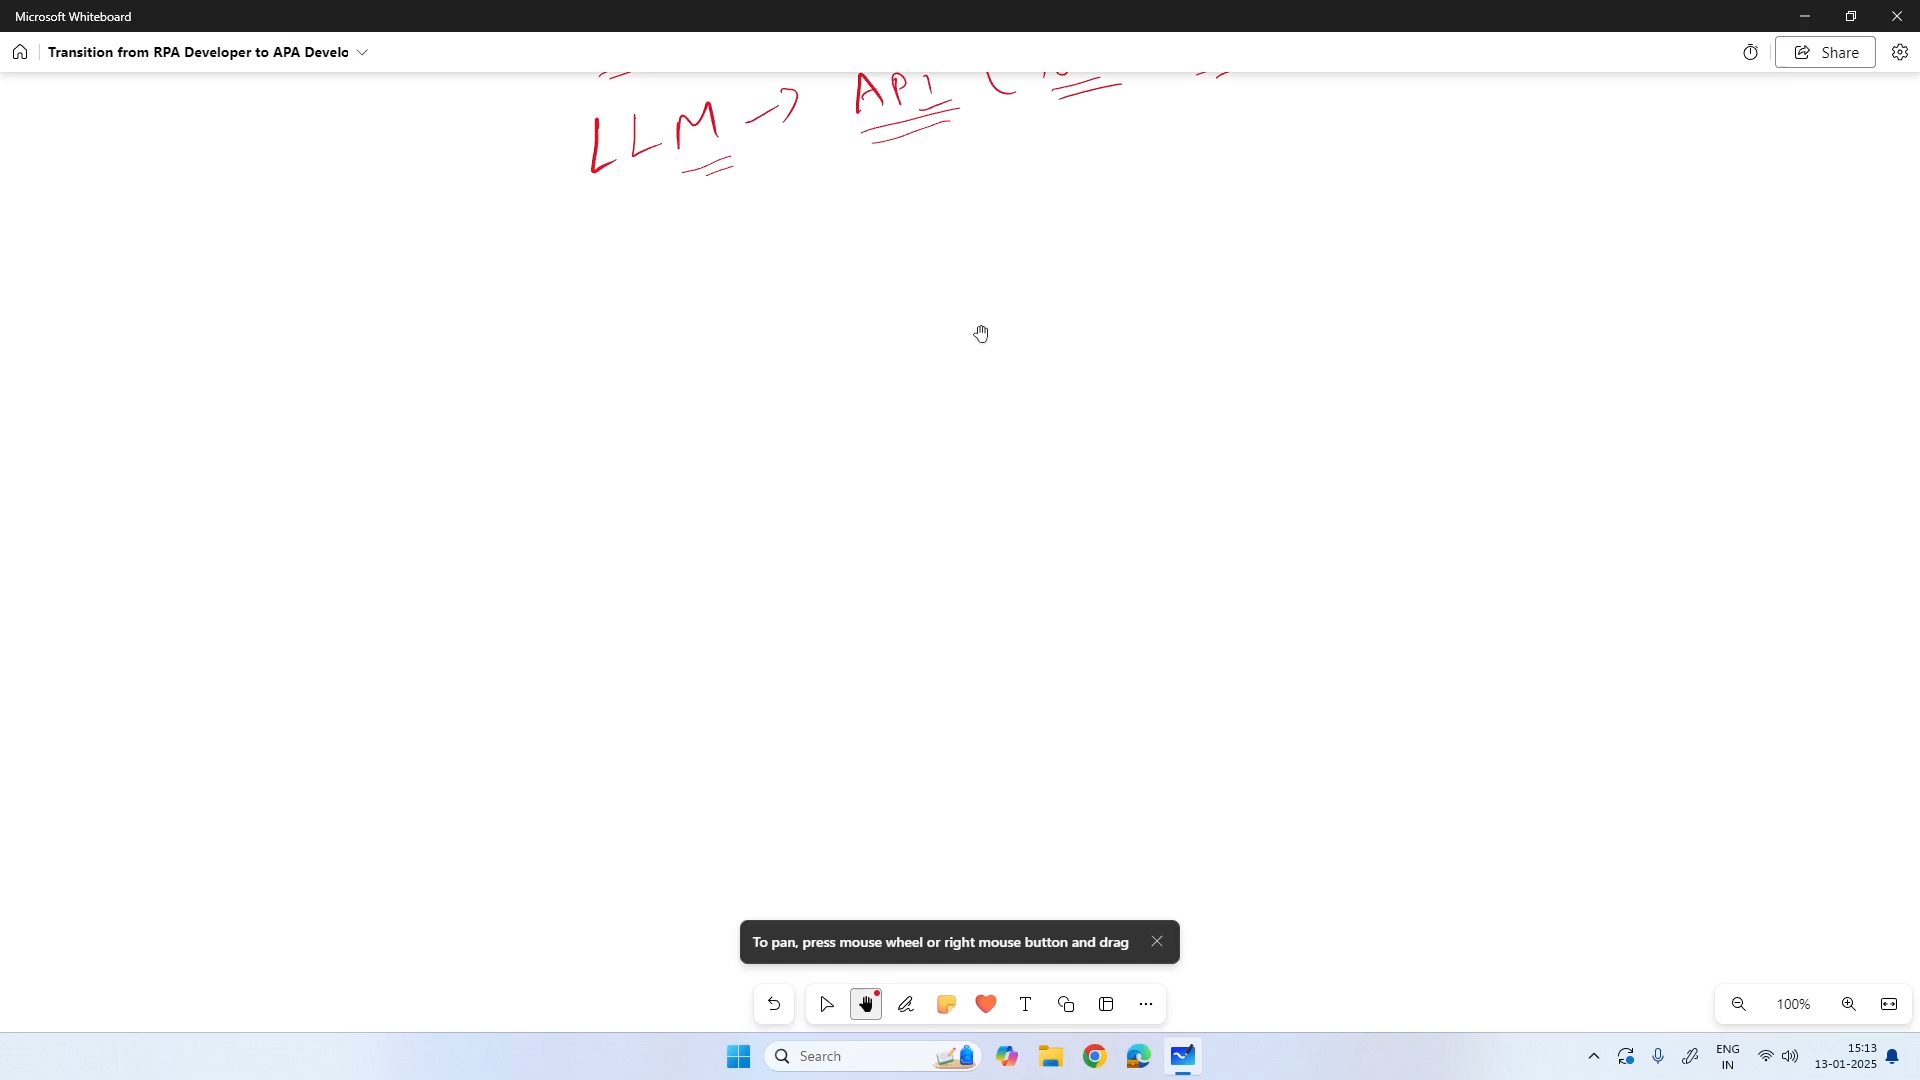 Microsoft Whiteboard
Transition from RPA Developer to APA Develo
Share
LLM → API (
To pan, press mouse wheel or right mouse button and drag
100%
Search
ENG
IN
15:13
13-01-2025